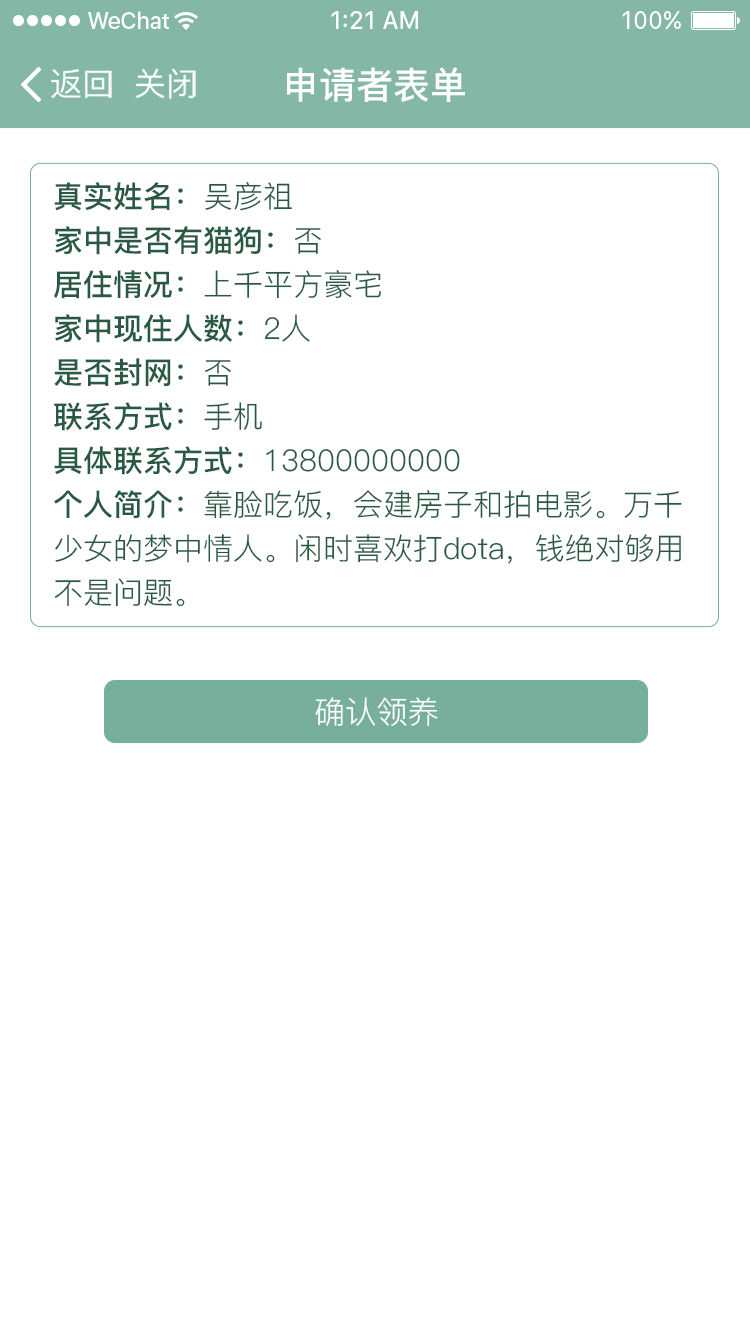 WeChat 1:21 AM 100%
返回 关闭 申请者表单
真实姓名：吴彦祖
家中是否有猫狗：否
居住情况：上千平方豪宅
家中现住人数：2人
是否封网：否
联系方式：手机
具体联系方式：13800000000
个人简介：靠脸吃饭，会建房子和拍电影。万千
少女的梦中情人。闲时喜欢打dota，钱绝对够用
不是问题。
确认领养